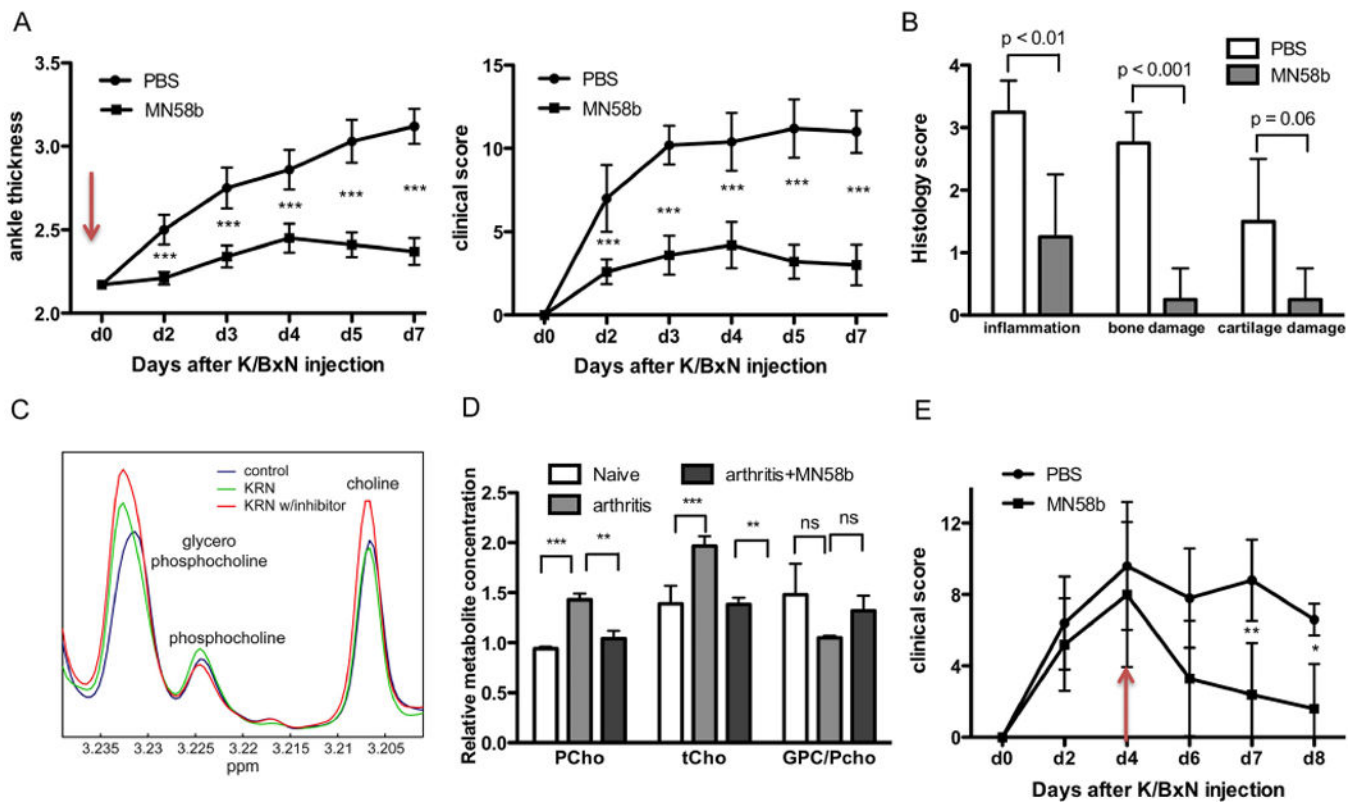 A
3.5
3.0
2.5
2.0
ankle thickness
PBS
MN58b
***
***
***
***
***
d0 d2 d3 d4 d5 d7
Days after K/BxN injection
15
10
5
0
clinical score
PBS
MN58b
***
***
***
***
***
d0 d2 d3 d4 d5 d7
Days after K/BxN injection
B
PBS
MN58b
p < 0.01
p < 0.001
p = 0.06
4
3
2
1
0
Histology score
inflammation bone damage cartilage damage
C
control
KRN
KRN w/inhibitor
choline
glycero
phosphocholine
phosphocholine
3.235 3.23 3.225 3.22 3.215 3.21 3.205
ppm
D
Naive
arthritis
arthritis+MN58b
2.5
2.0
1.5
1.0
0.5
0.0
Relative metabolite concentration
*** **
*** **
ns ns
PCho tCho GPC/Pcho
E
PBS
MN58b
12
8
4
0
clinical score
**
*
d0 d2 d4 d6 d7 d8
Days after K/BxN injection